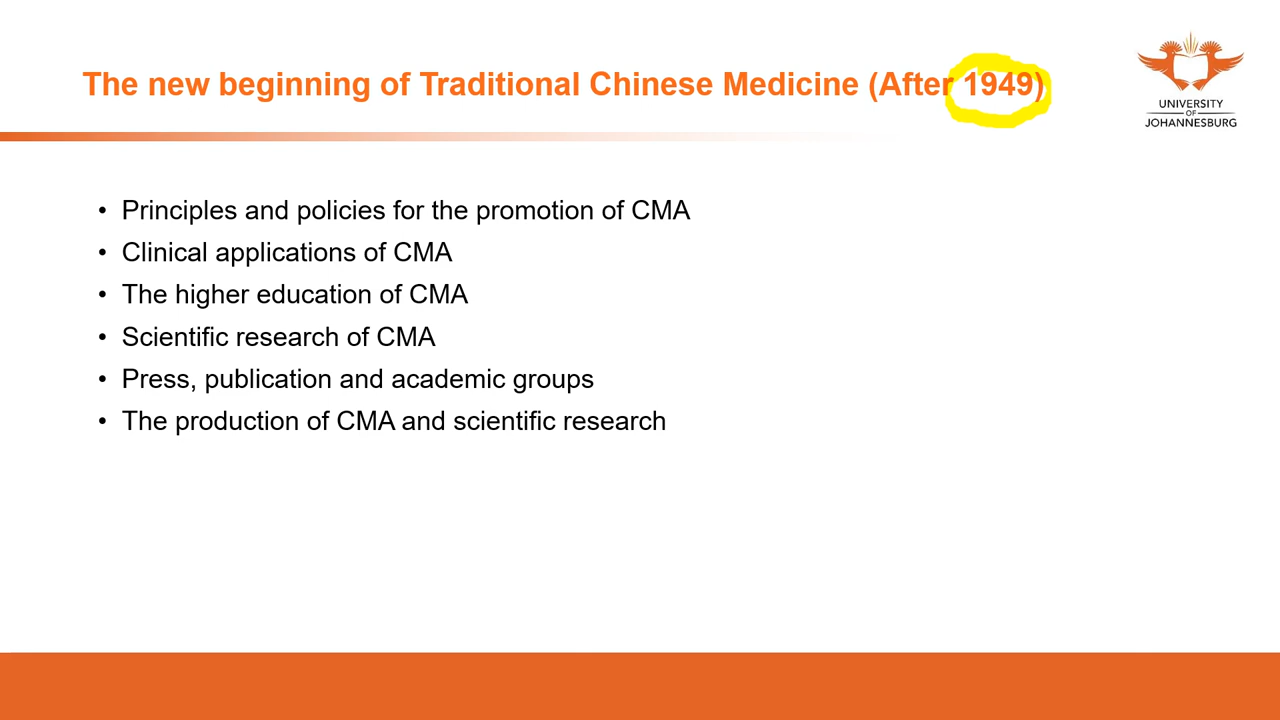 The new beginning of Traditional Chinese Medicine (After 1949)
UNIVERSITY
OF
JOHANNESBURG
• Principles and policies for the promotion of CMA
• Clinical applications of CMA
• The higher education of CMA
• Scientific research of CMA
• Press, publication and academic groups
• The production of CMA and scientific research